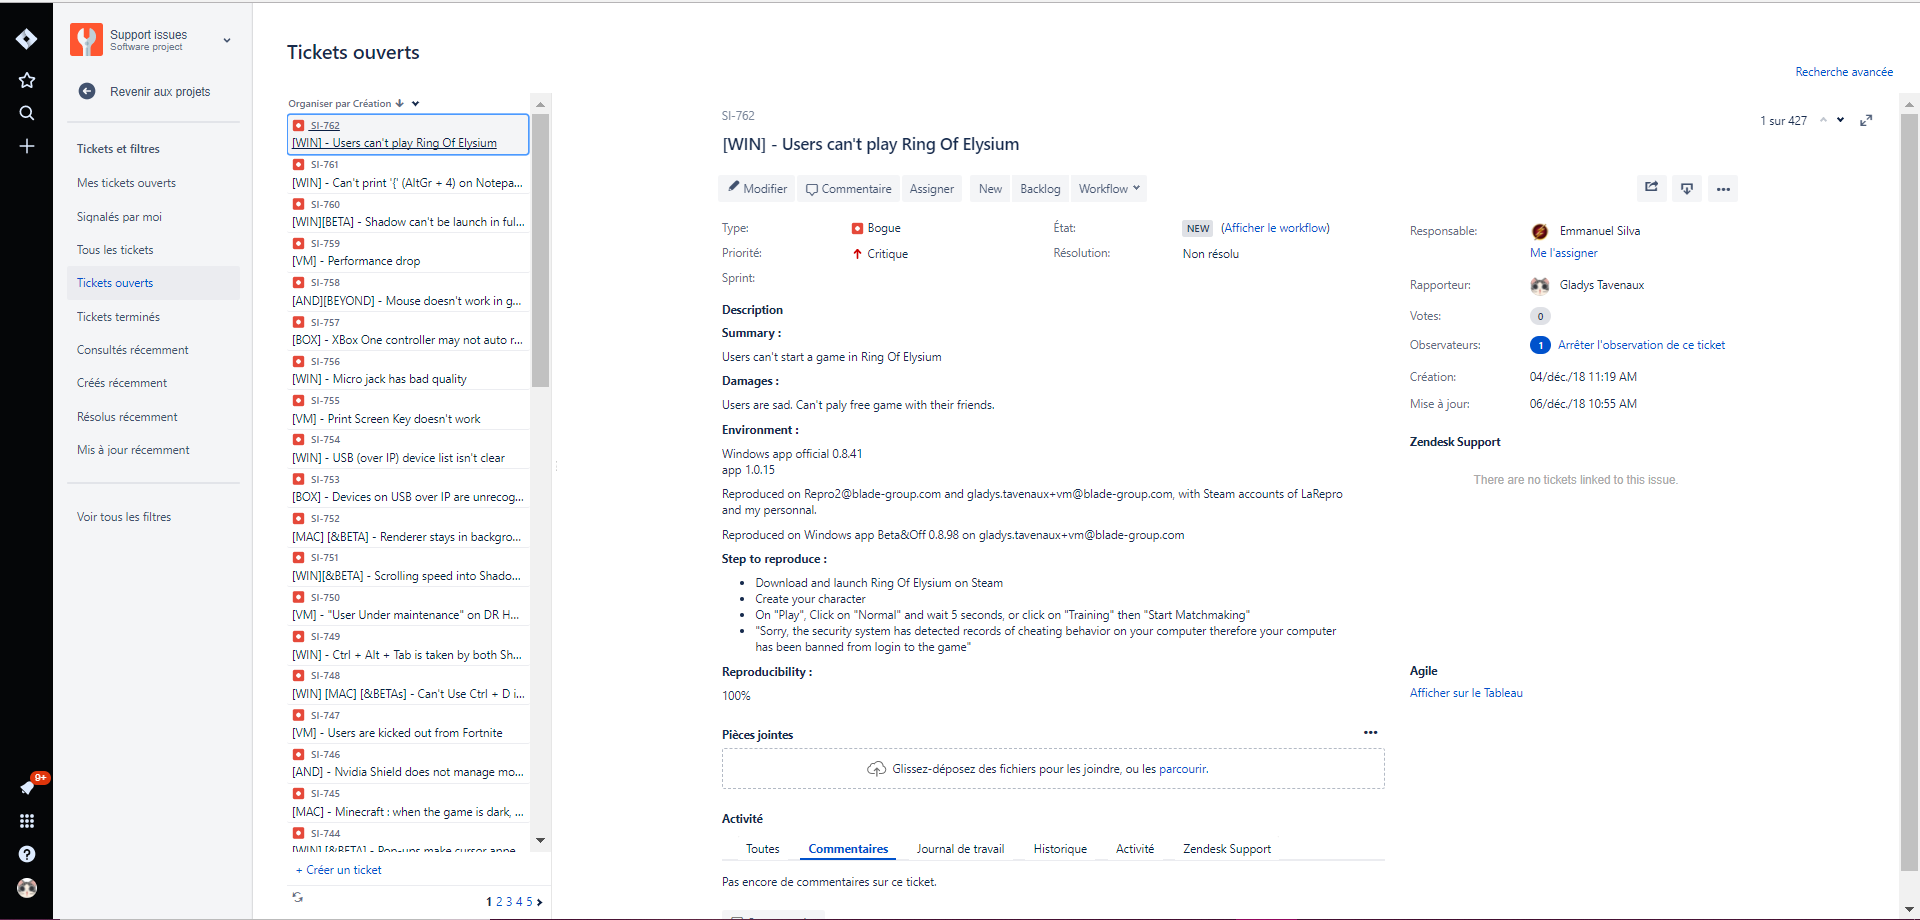 Support issues
Software project
Revenir aux projets
Tickets et filtres
Mes tickets ouverts
Signalés par moi
Tous les tickets
Tickets ouverts
Tickets terminés
Consultés récemment
Créés récemment
Résolus récemment
Mis à jour récemment
Voir tous les filtres
9+
Tickets ouverts
Recherche avancée
Organiser par Création
SI-762
[WIN] - Users can't play Ring Of Elysium
SI-761
[WIN] - Can't print '{' (AltGr + 4) on Notepa...
SI-760
[WIN][BETA] - Shadow can't be launch in ful...
SI-759
[VM] - Performance drop
SI-758
[AND][BEYOND] - Mouse doesn't work in g...
SI-757
[BOX] - XBox One controller may not auto r...
SI-756
[WIN] - Micro jack has bad quality
SI-755
[VM] - Print Screen Key doesn't work
SI-754
[WIN] - USB (over IP) device list isn't clear
SI-753
[BOX] - Devices on USB over IP are unrecog...
SI-752
[MAC] [&BETA] - Renderer stays in backgro...
SI-751
[WIN][&BETA] - Scrolling speed into Shado...
SI-750
[VM] - "User Under maintenance" on DR H...
SI-749
[WIN] - Ctrl + Alt + Tab is taken by both Sh...
SI-748
[WIN] [MAC] [&BETAs] - Can't Use Ctrl + D i...
SI-747
[VM] - Users are kicked out from Fortnite
SI-746
[AND] - Nvidia Shield does not manage mo...
SI-745
[MAC] - Minecraft : when the game is dark, ...
SI-744
[WIN] [&BETA] - Pop-ups make cursor appe
+ Créer un ticket
1 2 3 4 5
SI-762
1 sur 427
[WIN] - Users can't play Ring Of Elysium
Modifier Commentaire Assigner New Backlog Workflow
Type: Bogue
État: NEW (Afficher le workflow)
Priorité: Critique
Résolution: Non résolu
Sprint:
Description
Summary :
Users can't start a game in Ring Of Elysium
Damages :
Users are sad. Can't paly free game with their friends.
Environment :
Windows app official 0.8.41
app 1.0.15
Reproduced on Repro2@blade-group.com and gladys.tavenaux+vm@blade-group.com, with Steam accounts of LaRepro
and my personnal.
Reproduced on Windows app Beta&Off 0.8.98 on gladys.tavenaux+vm@blade-group.com
Step to reproduce :
• Download and launch Ring Of Elysium on Steam
• Create your character
• On "Play", Click on "Normal" and wait 5 seconds, or click on "Training" then "Start Matchmaking"
• "Sorry, the security system has detected records of cheating behavior on your computer therefore your computer
has been banned from login to the game"
Reproducibility :
100%
Pièces jointes
Glissez-déposez des fichiers pour les joindre, ou les parcourir.
Activité
Toutes Commentaires Journal de travail Historique Activité Zendesk Support
Pas encore de commentaires sur ce ticket.
Responsable: Emmanuel Silva
Me l'assigner
Rapporteur: Gladys Tavenaux
Votes: 0
Observateurs: 1 Arrêter l'observation de ce ticket
Création: 04/déc./18 11:19 AM
Mise à jour: 06/déc./18 10:55 AM
Zendesk Support
There are no tickets linked to this issue.
Agile
Afficher sur le Tableau